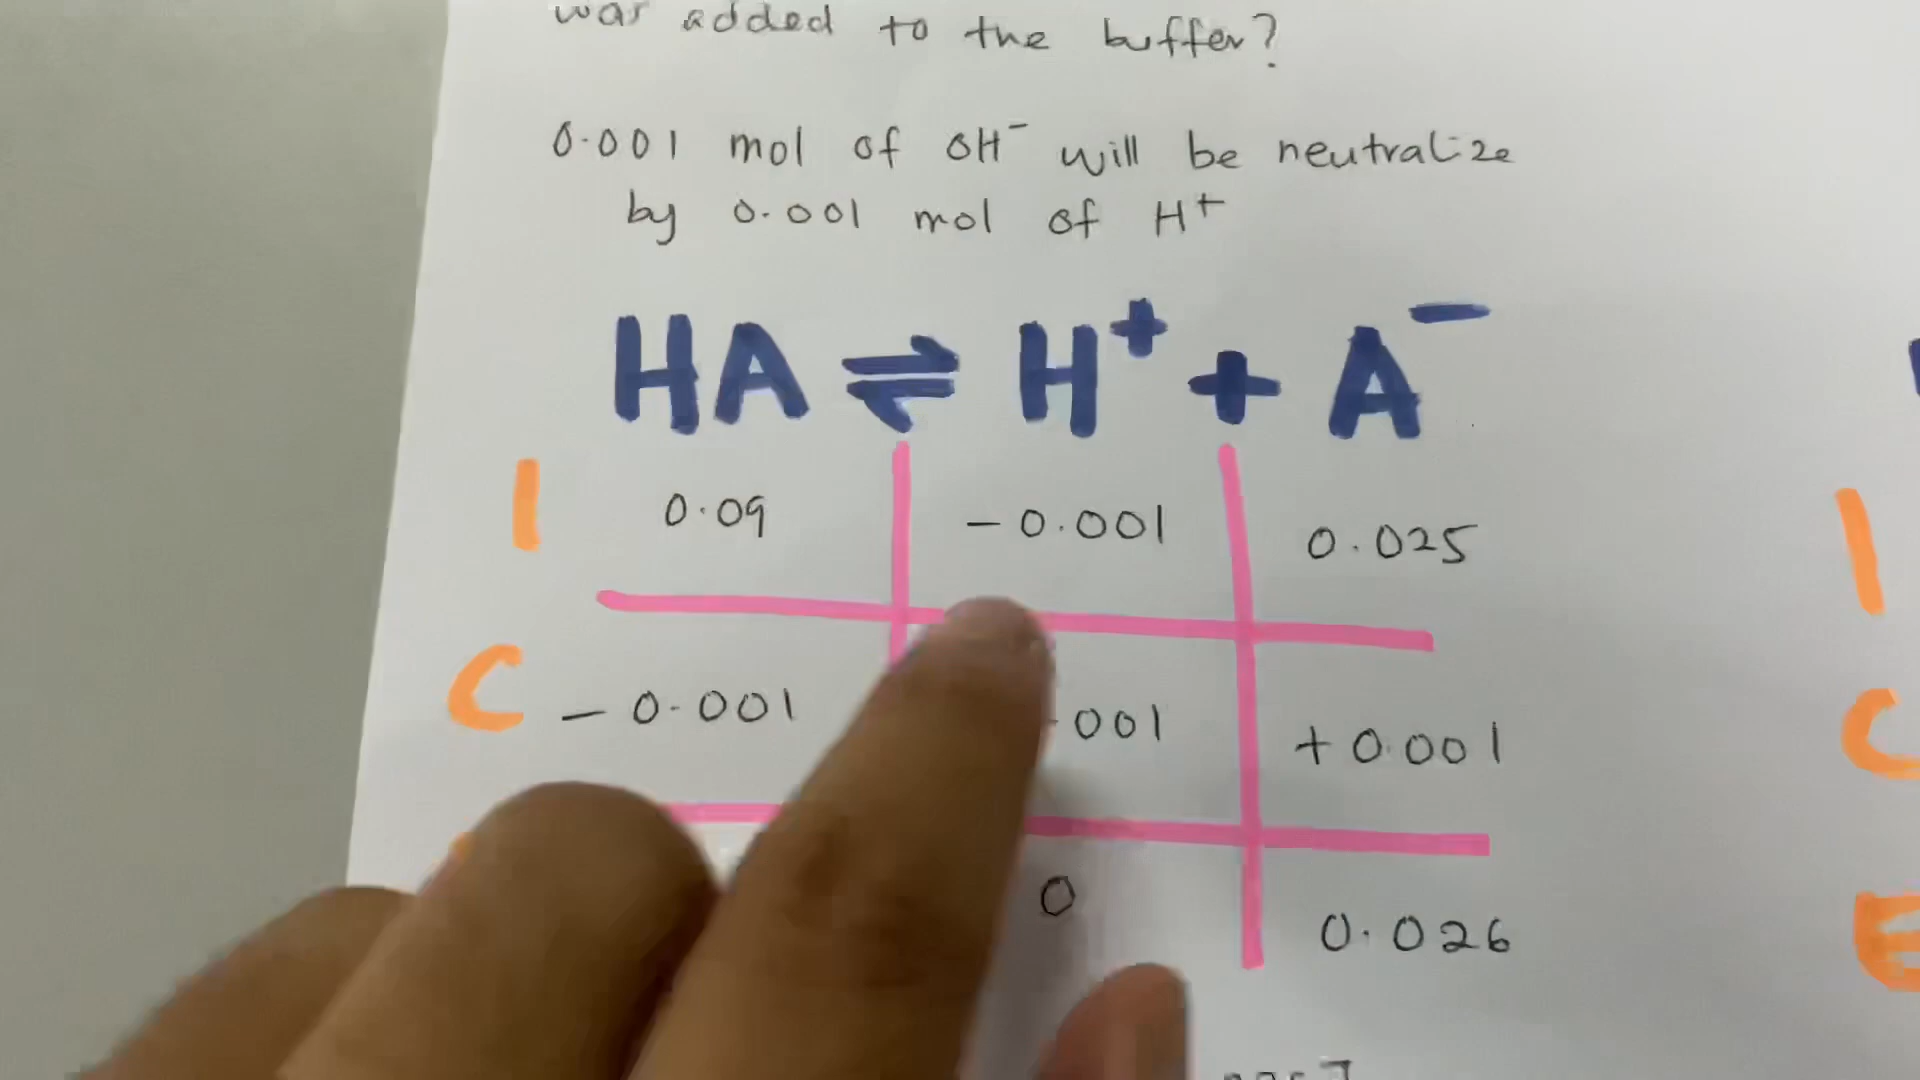 was added to the buffer?
0.001 mol of OH⁻ will be neutralize
by 0.001 mol of H⁺
HA ⇌ H⁺ + A⁻
I 0.09 -0.001 0.025 I
C -0.001 001 +0.001 C
0 0.026 E